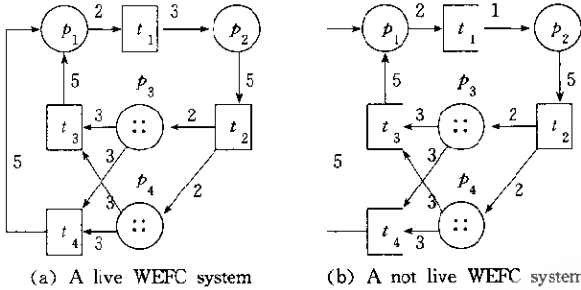 p1 2 t1 3 p2 p1 2 t1 1 p2
5 5 5 5
p3 p3
t3 3 2 t2 t3 3 2 t2
5 3 p4 2 5 3 p4 2
3 3
t4 3 t4 3
(a) A live WEFC system (b) A not live WEFC system